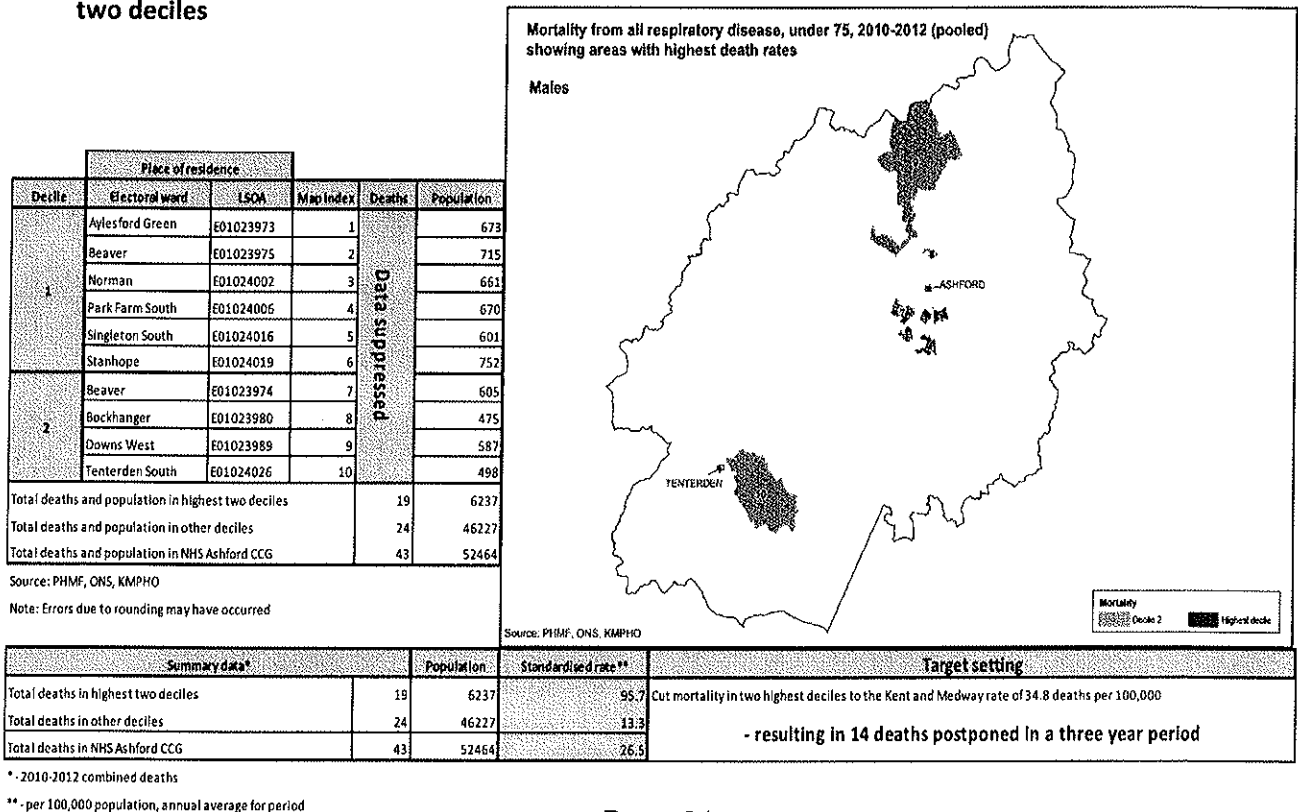 two deciles
Mortality from all respiratory disease, under 75, 2010-2012 (pooled)
showing areas with highest death rates
Males
ASHFORD
TENTERDEN
Mortality
Decile 2 Highest decile
Source: PHMF, ONS, KMPHO
Place of residence
Decile Electoral ward LSOA Map Index Deaths Population
1
Aylesford Green E01023973 1 673
Beaver E01023975 2 715
Norman E01024002 3 661
Park Farm South E01024006 4 670
Singleton South E01024016 5 601
Stanhope E01024019 6 752
2
Beaver E01023974 7 605
Bockhanger E01023980 8 475
Downs West E01023989 9 587
Tenterden South E01024026 10 498
Data suppressed
Total deaths and population in highest two deciles 19 6237
Total deaths and population in other deciles 24 46227
Total deaths and population in NHS Ashford CCG 43 52464
Source: PHMF, ONS, KMPHO
Note: Errors due to rounding may have occurred
Summary data* Population Standardised rate** Target setting
Total deaths in highest two deciles 19 6237 95.7 Cut mortality in two highest deciles to the Kent and Medway rate of 34.8 deaths per 100,000
Total deaths in other deciles 24 46227 13.3
- resulting in 14 deaths postponed in a three year period
Total deaths in NHS Ashford CCG 43 52464 26.5
* - 2010-2012 combined deaths
** - per 100,000 population, annual average for period